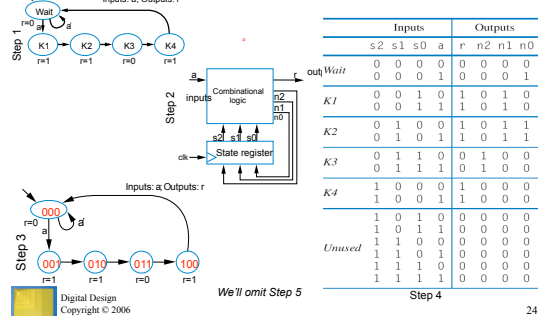 Inputs: a; Outputs: r
Wait
r=0 a a'
K1 K2 K3 K4
r=1 r=1 r=0 r=1
Step 1
a
a r
inputs
Combinational
logic
n2
n1
n0
s2 s1 s0
clk
State register
Step 2
Inputs: a; Outputs: r
000
r=0 a a'
001 010 011 100
r=1 r=1 r=0 r=1
Step 3
We'll omit Step 5
Inputs Outputs
s2 s1 s0 a r n2 n1 n0
Wait
0 0 0 0 0 0 0 0
0 0 0 1 0 0 0 1
K1
0 0 1 0 1 0 1 0
0 0 1 1 1 0 1 0
K2
0 1 0 0 1 0 1 1
0 1 0 1 1 0 1 1
K3
0 1 1 0 0 1 0 0
0 1 1 1 0 1 0 0
K4
1 0 0 0 1 0 0 0
1 0 0 1 1 0 0 0
Unused
1 0 1 0 0 0 0 0
1 0 1 1 0 0 0 0
1 1 0 0 0 0 0 0
1 1 0 1 0 0 0 0
1 1 1 0 0 0 0 0
1 1 1 1 0 0 0 0
Step 4
Digital Design
Copyright © 2006
24